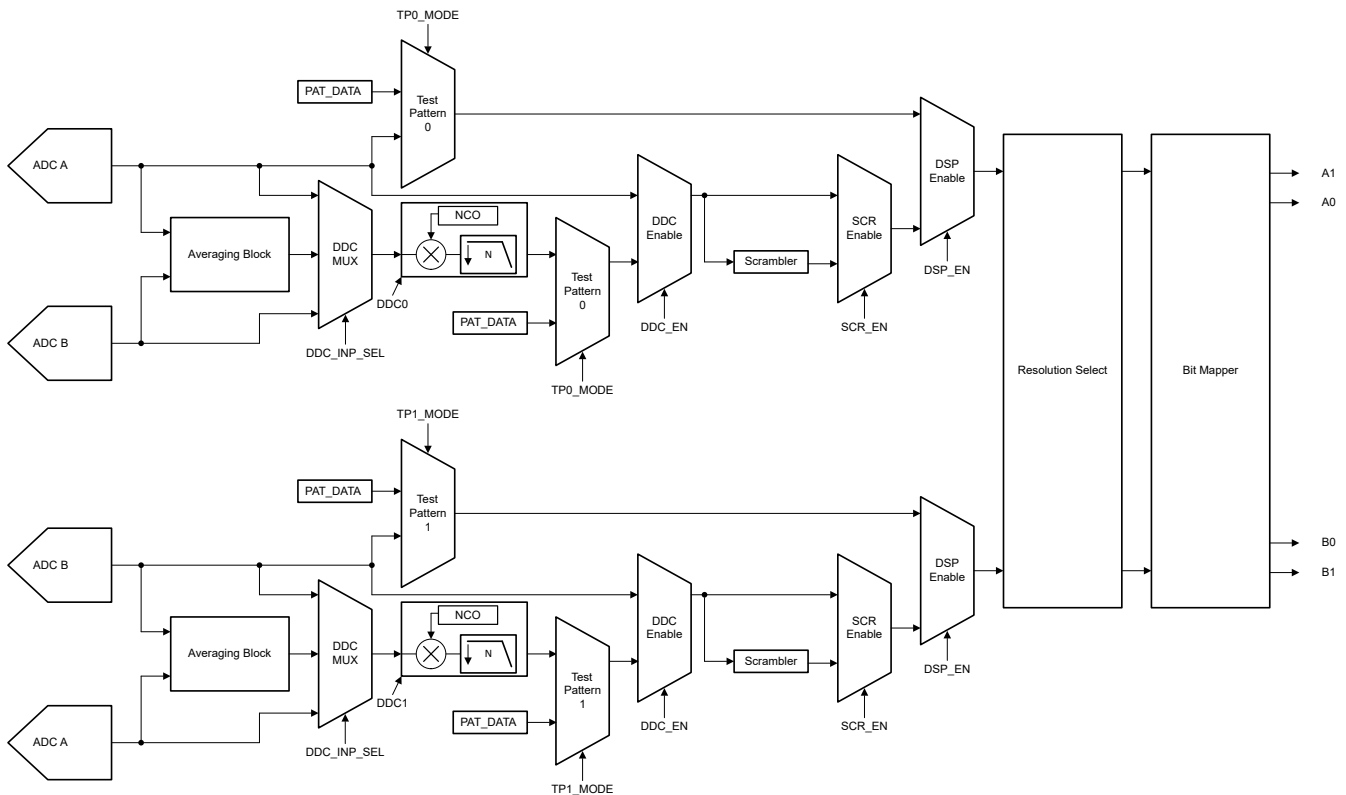 TP0_MODE
PAT_DATA
Test
Pattern
0
ADC A
DSP
Enable
A1
A0
NCO
DDC
Enable
SCR
Enable
Averaging Block
DDC
MUX
N
Scrambler
Test
Pattern
0
DSP_EN
DDC0
ADC B
PAT_DATA
DDC_EN
SCR_EN
DDC_INP_SEL
TP0_MODE
Resolution Select
Bit Mapper
TP1_MODE
PAT_DATA
Test
Pattern
1
ADC B
DSP
Enable
B0
B1
NCO
DDC
Enable
SCR
Enable
Averaging Block
DDC
MUX
N
Scrambler
Test
Pattern
1
DSP_EN
DDC1
ADC A
PAT_DATA
DDC_EN
SCR_EN
DDC_INP_SEL
TP1_MODE